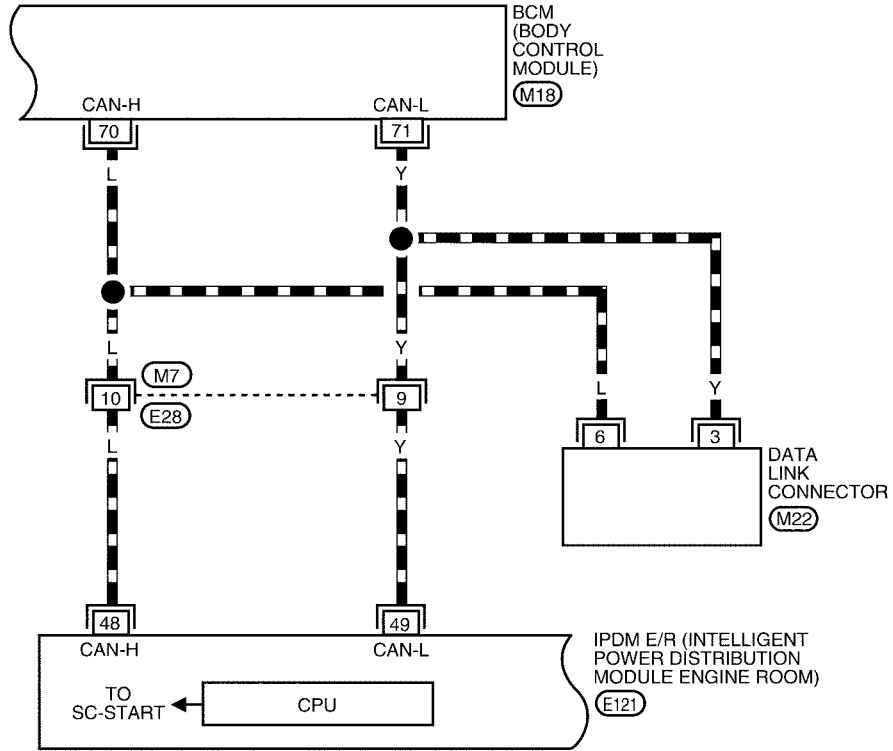 BCM
(BODY
CONTROL
MODULE)
M18
CAN-H
CAN-L
70
71
L
Y
L
Y
M7
10
9
E28
L
Y
L
Y
6
3
DATA
LINK
CONNECTOR
M22
48
49
CAN-H
CAN-L
IPDM E/R (INTELLIGENT
POWER DISTRIBUTION
MODULE ENGINE ROOM)
E121
TO
SC-START
CPU